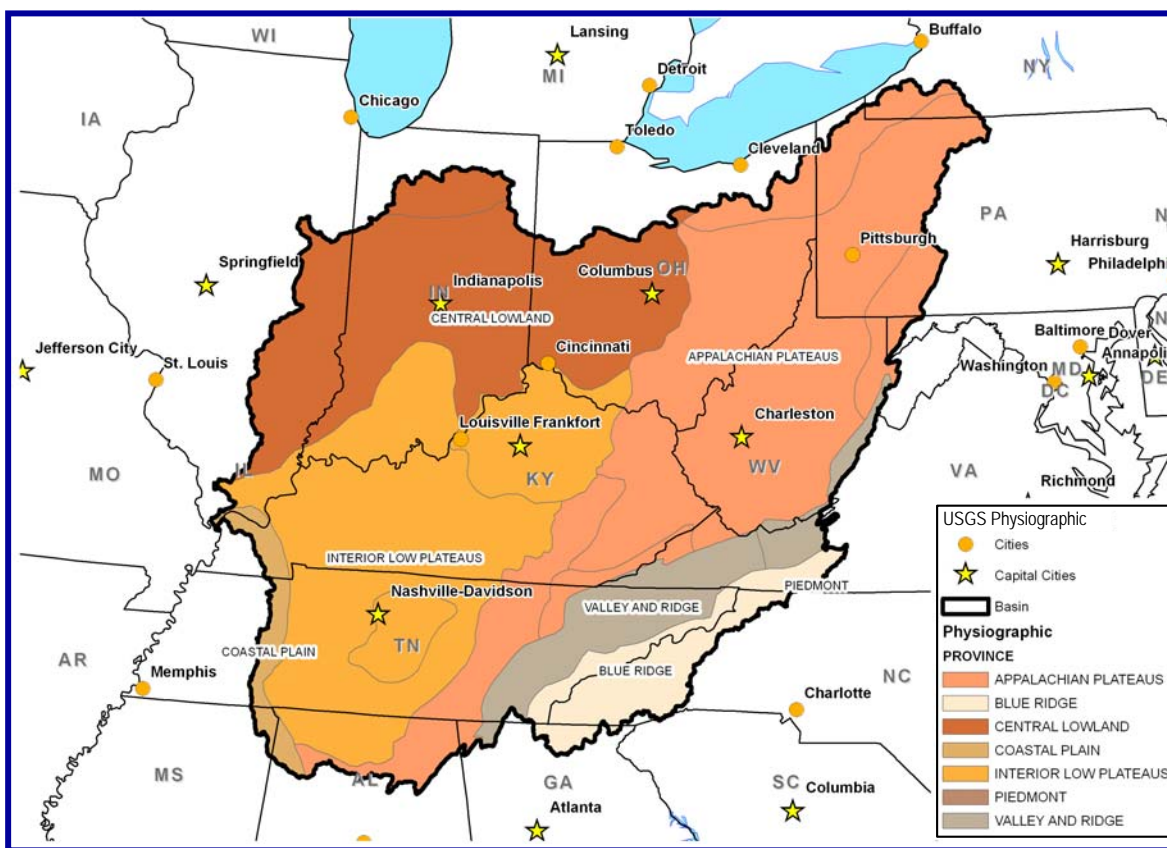 WI
Lansing
MI
Buffalo
NY
Detroit
Chicago
IA
Toledo
Cleveland
PA
N
Pittsburgh
Harrisburg
Philadelphi
Springfield
Columbus
OH
Indianapolis
IN
CENTRAL LOWLAND
N
Baltimore
Dover
Jefferson City
St. Louis
Cincinnati
APPALACHIAN PLATEAUS
Washington
MD
Annapolis
DC
DE
Louisville
Frankfort
Charleston
MO
IL
KY
WV
VA
Richmond
INTERIOR LOW PLATEAUS
Nashville-Davidson
VALLEY AND RIDGE
PIEDMONT
TN
COASTAL PLAIN
BLUE RIDGE
AR
Memphis
NC
Charlotte
MS
AL
GA
SC
Columbia
Atlanta
USGS Physiographic
Cities
Capital Cities
Basin
Physiographic
PROVINCE
APPALACHIAN PLATEAUS
BLUE RIDGE
CENTRAL LOWLAND
COASTAL PLAIN
INTERIOR LOW PLATEAUS
PIEDMONT
VALLEY AND RIDGE